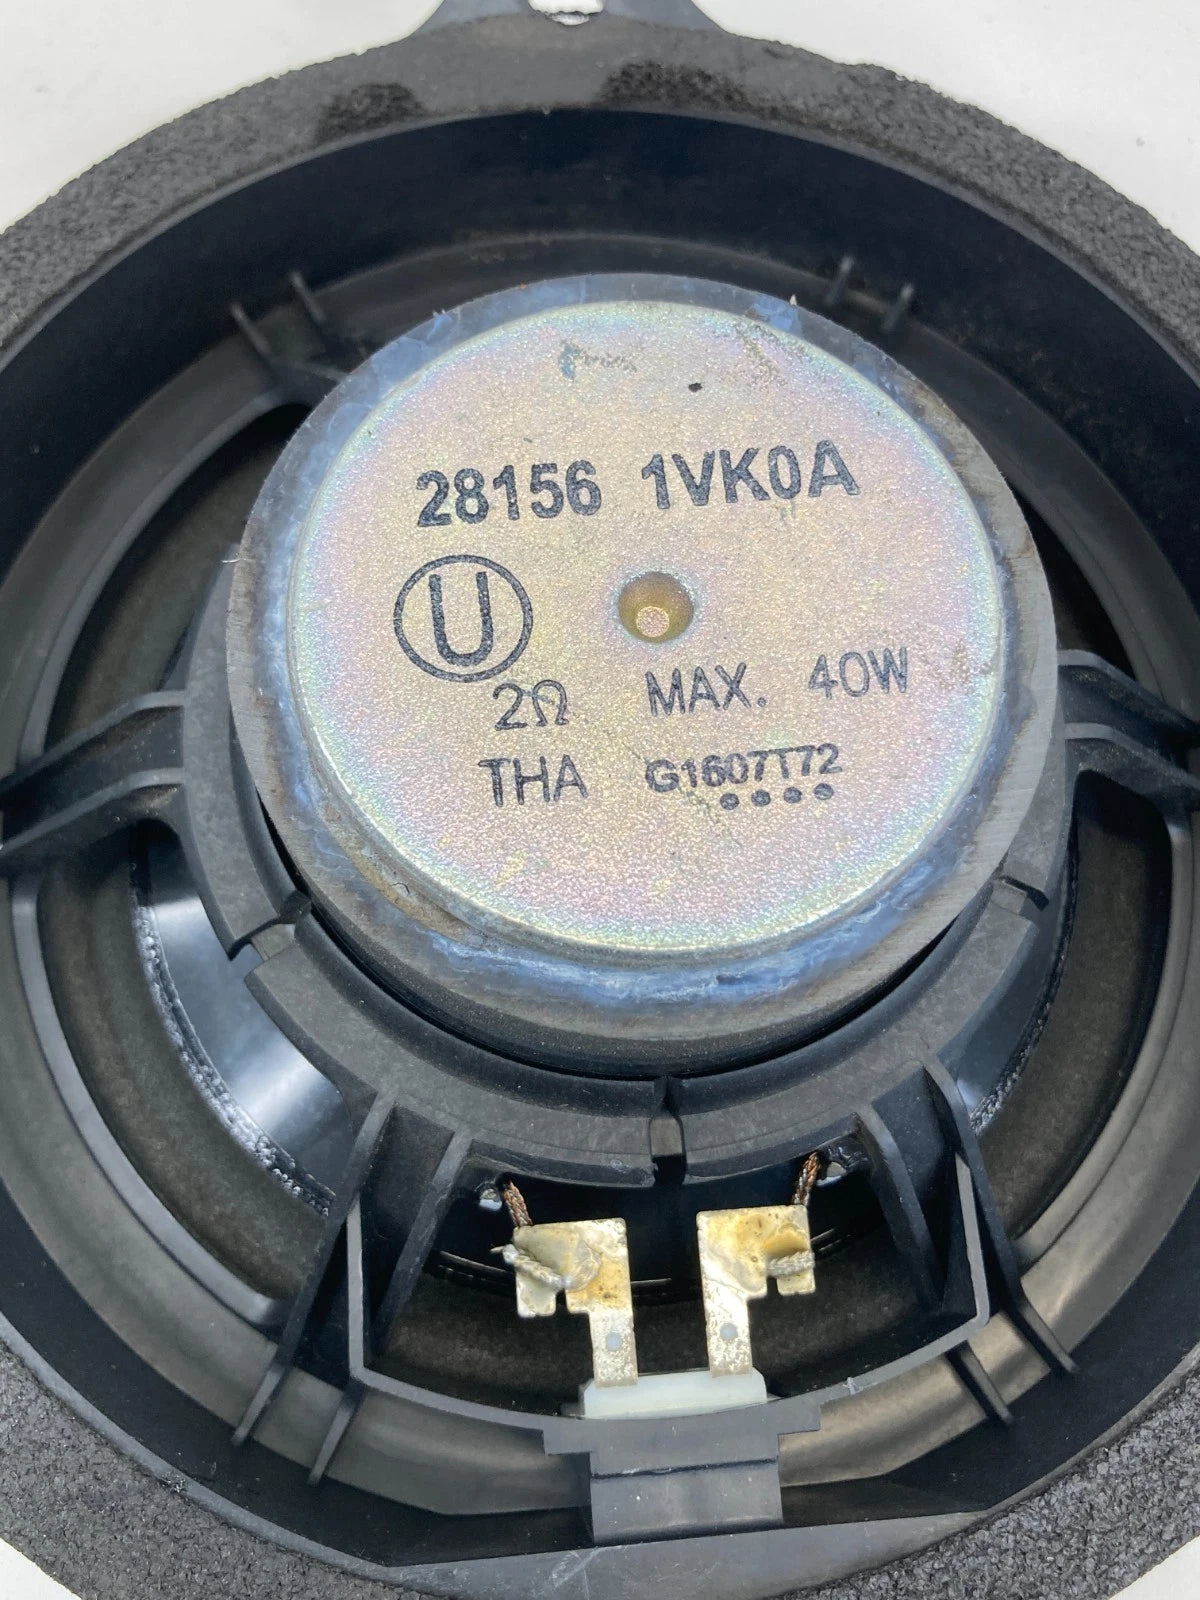 28156 1VK0A
U
2Ω MAX. 40W
THA G1607T72